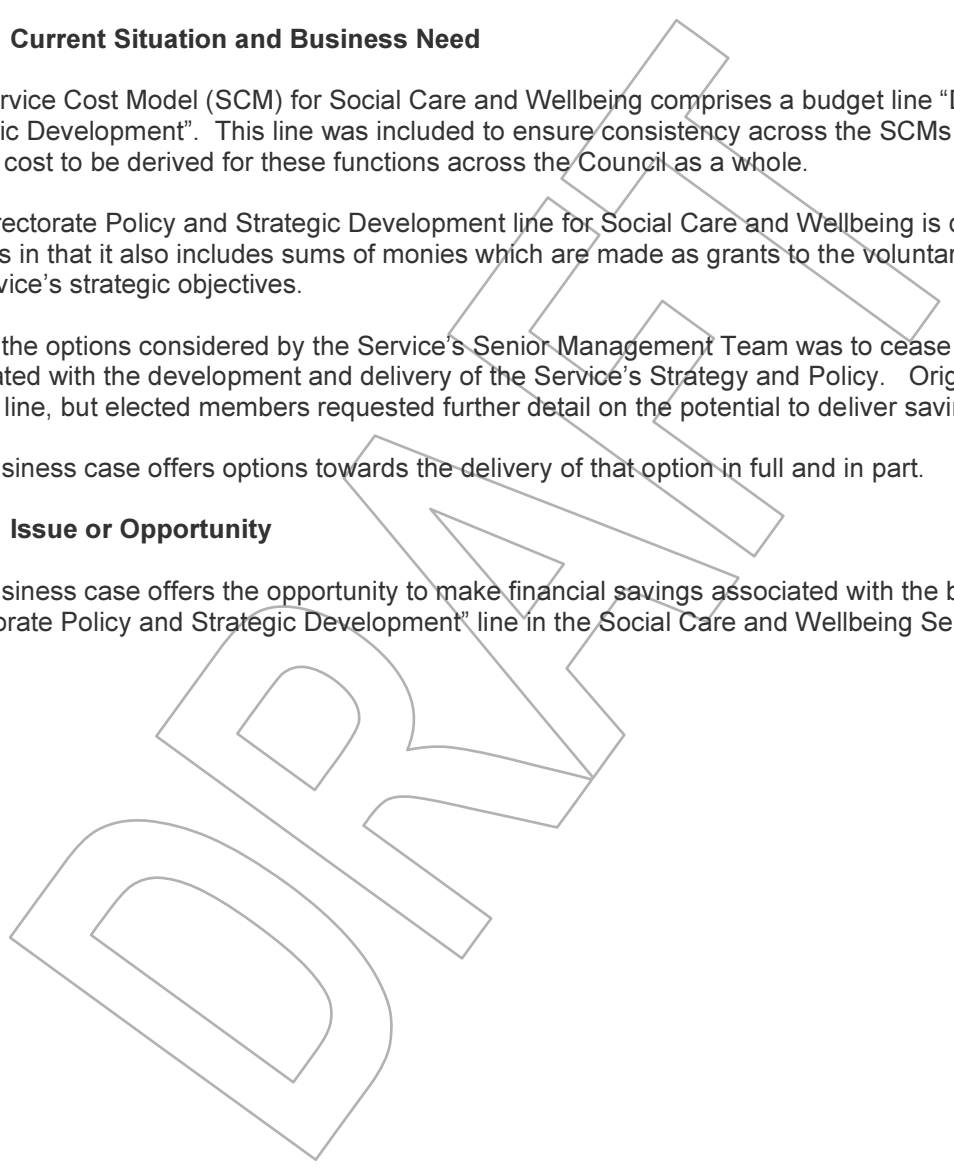 Current Situation and Business Need
rvice Cost Model (SCM) for Social Care and Wellbeing comprises a budget line “D
ic Development”. This line was included to ensure consistency across the SCMs
cost to be derived for these functions across the Council as a whole.
rectorate Policy and Strategic Development line for Social Care and Wellbeing is d
s in that it also includes sums of monies which are made as grants to the voluntar
vice’s strategic objectives.
the options considered by the Service’s Senior Management Team was to cease
ated with the development and delivery of the Service’s Strategy and Policy. Orig
line, but elected members requested further detail on the potential to deliver savin
siness case offers options towards the delivery of that option in full and in part.
Issue or Opportunity
siness case offers the opportunity to make financial savings associated with the b
orate Policy and Strategic Development” line in the Social Care and Wellbeing Se
DRAFT